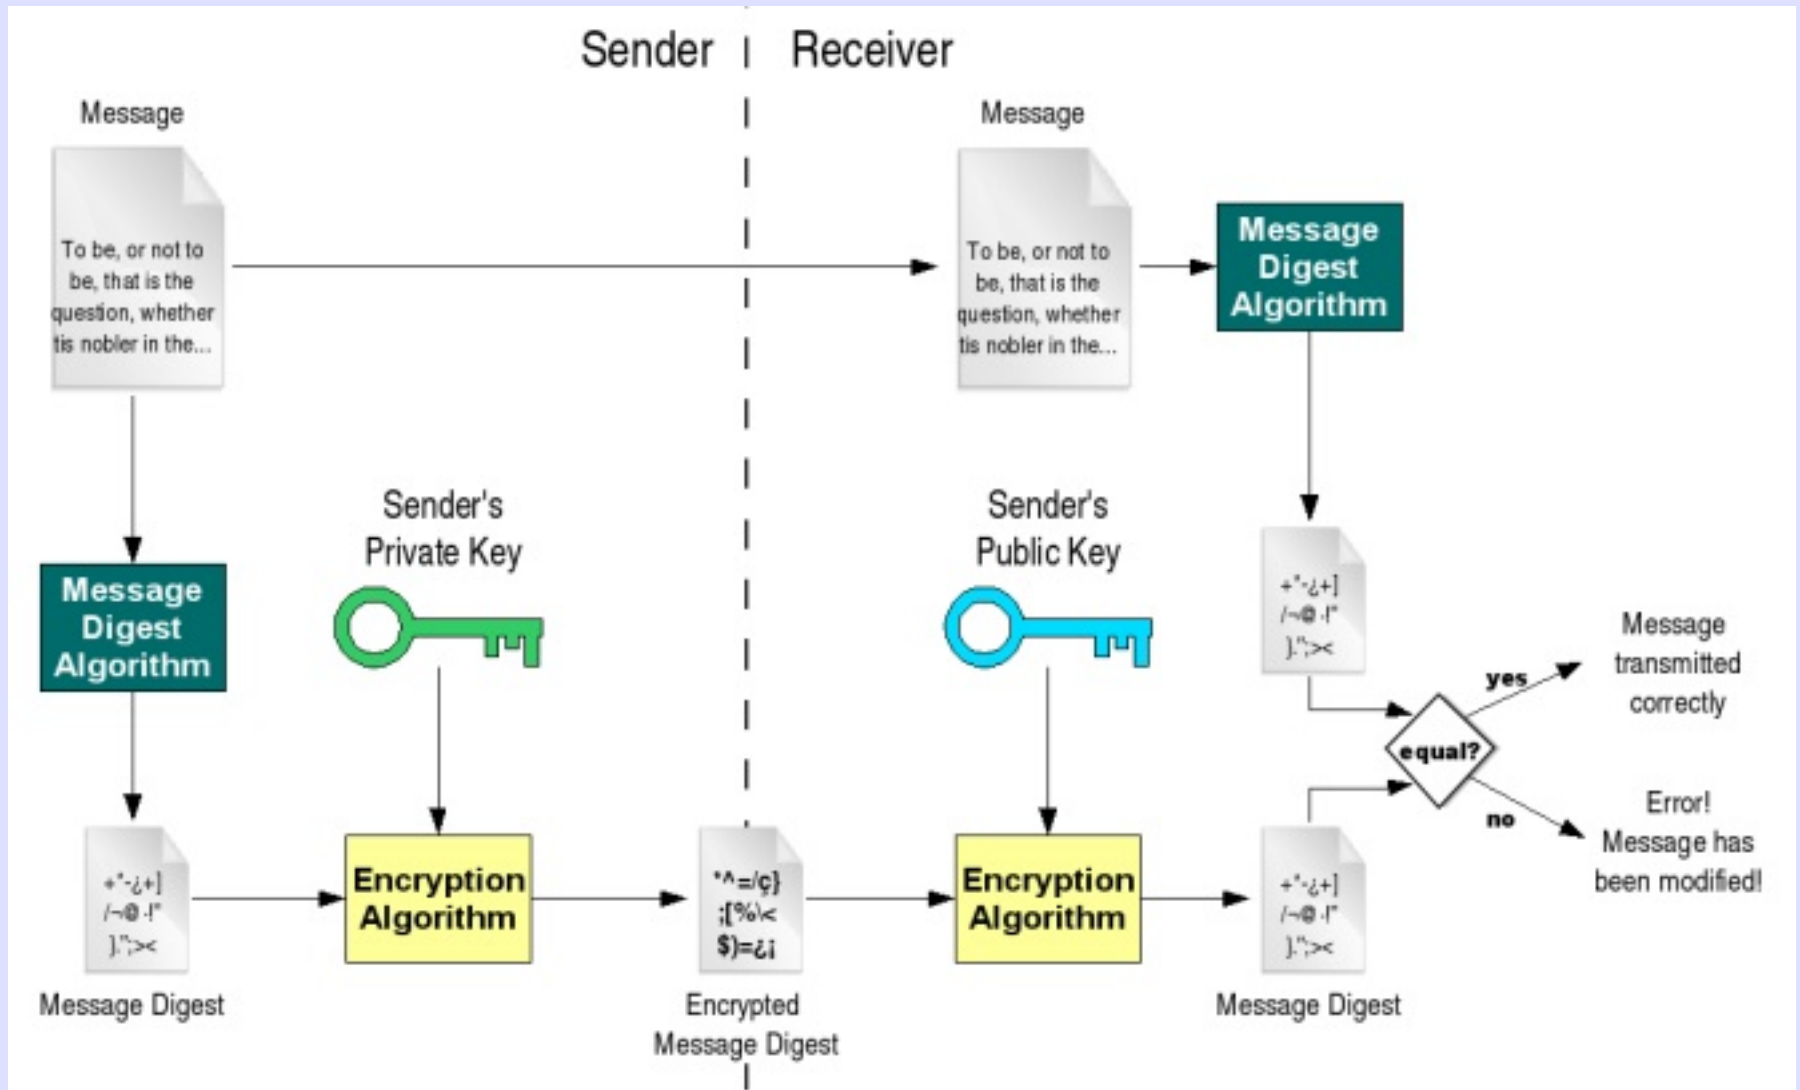 Sender
Receiver
Message
To be, or not to
be, that is the
question, whether
tis nobler in the...
Message
To be, or not to
be, that is the
question, whether
tis nobler in the...
Message
Digest
Algorithm
Sender's
Private Key
Sender's
Public Key
Message
Digest
Algorithm
+*-¿+]
/¬@·!"
}.";><
yes
Message
transmitted
correctly
equal?
no
Error!
Message has
been modified!
+*-¿+]
/¬@·!"
}.";><
Message Digest
Encryption
Algorithm
*^=/ç}
;[%\<
$)=¿¡
Encrypted
Message Digest
Encryption
Algorithm
+*-¿+]
/¬@·!"
}.";><
Message Digest